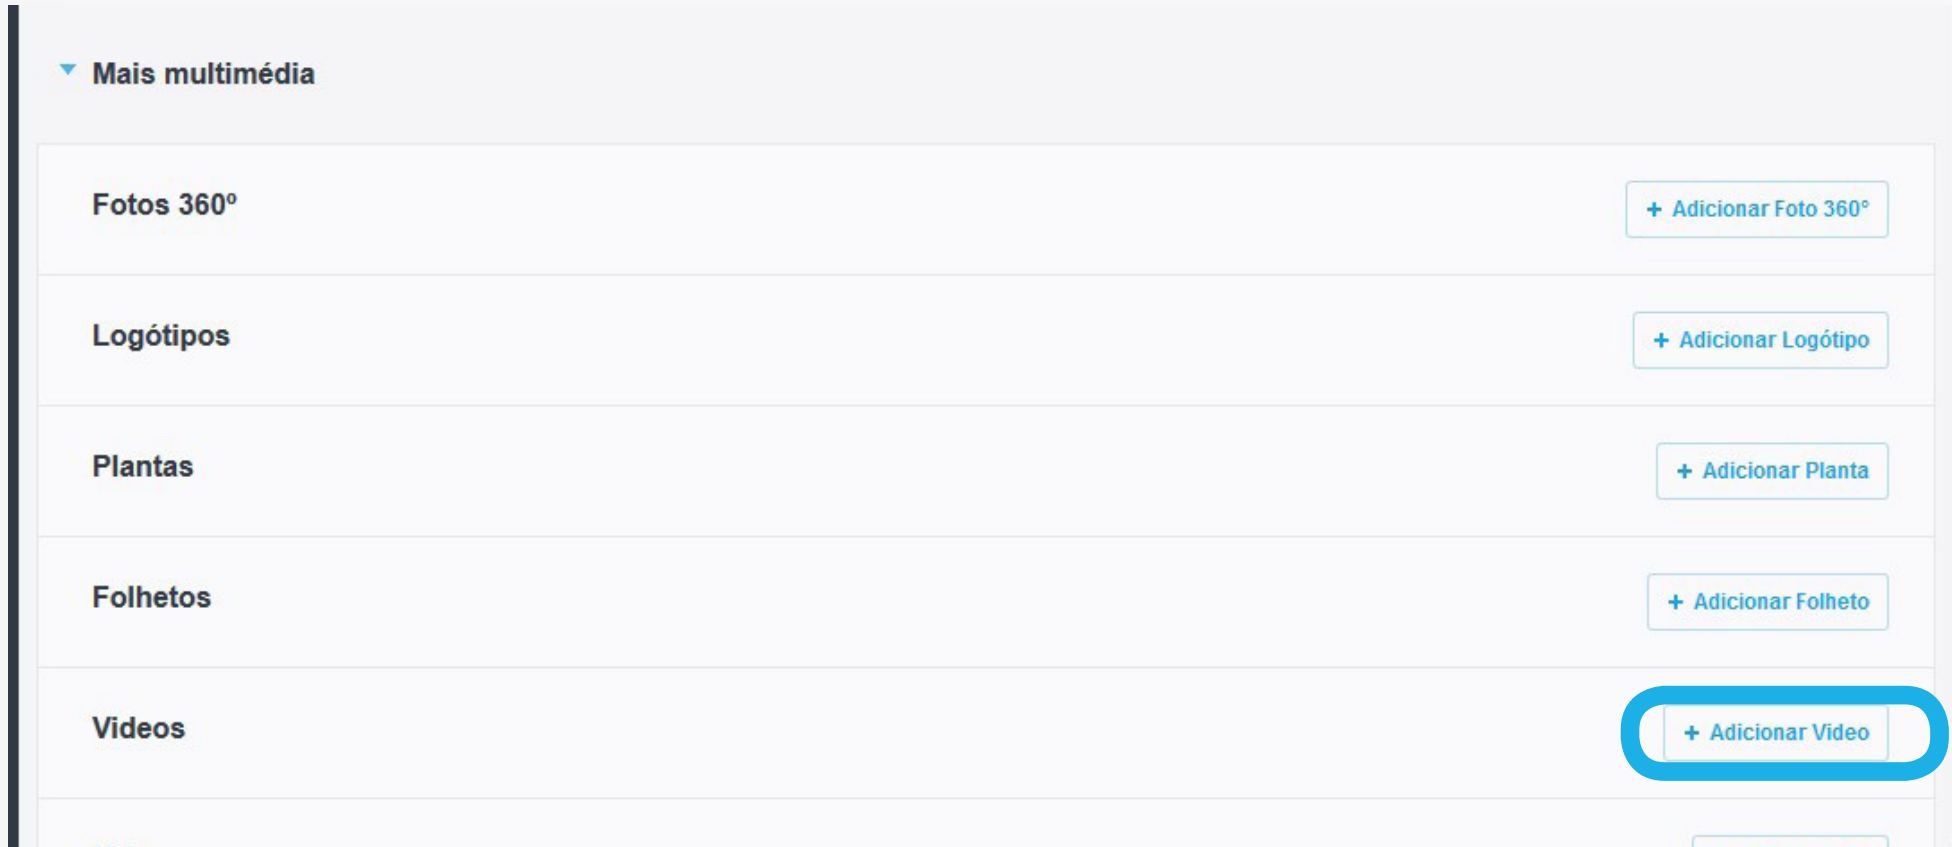 Mais multimédia
Fotos 360º
+ Adicionar Foto 360°
Logótipos
+ Adicionar Logótipo
Plantas
+ Adicionar Planta
Folhetos
+ Adicionar Folheto
Videos
+ Adicionar Video